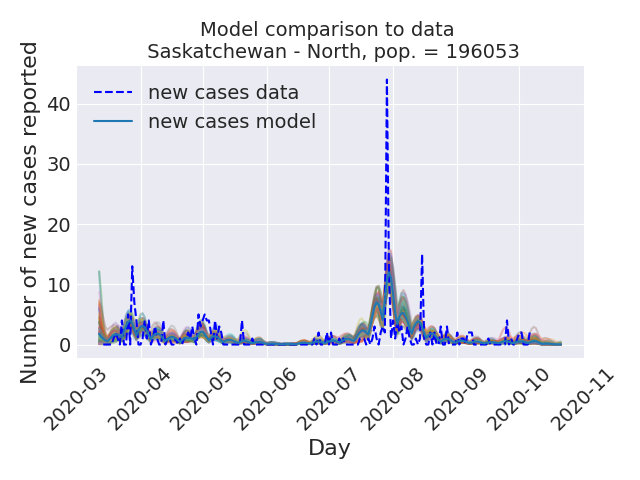 Model comparison to data
Saskatchewan - North, pop. = 196053
Number of new cases reported
40
30
20
10
0
new cases data
new cases model
2020-03
2020-04
2020-05
2020-06
2020-07
2020-08
2020-09
2020-10
2020-11
Day